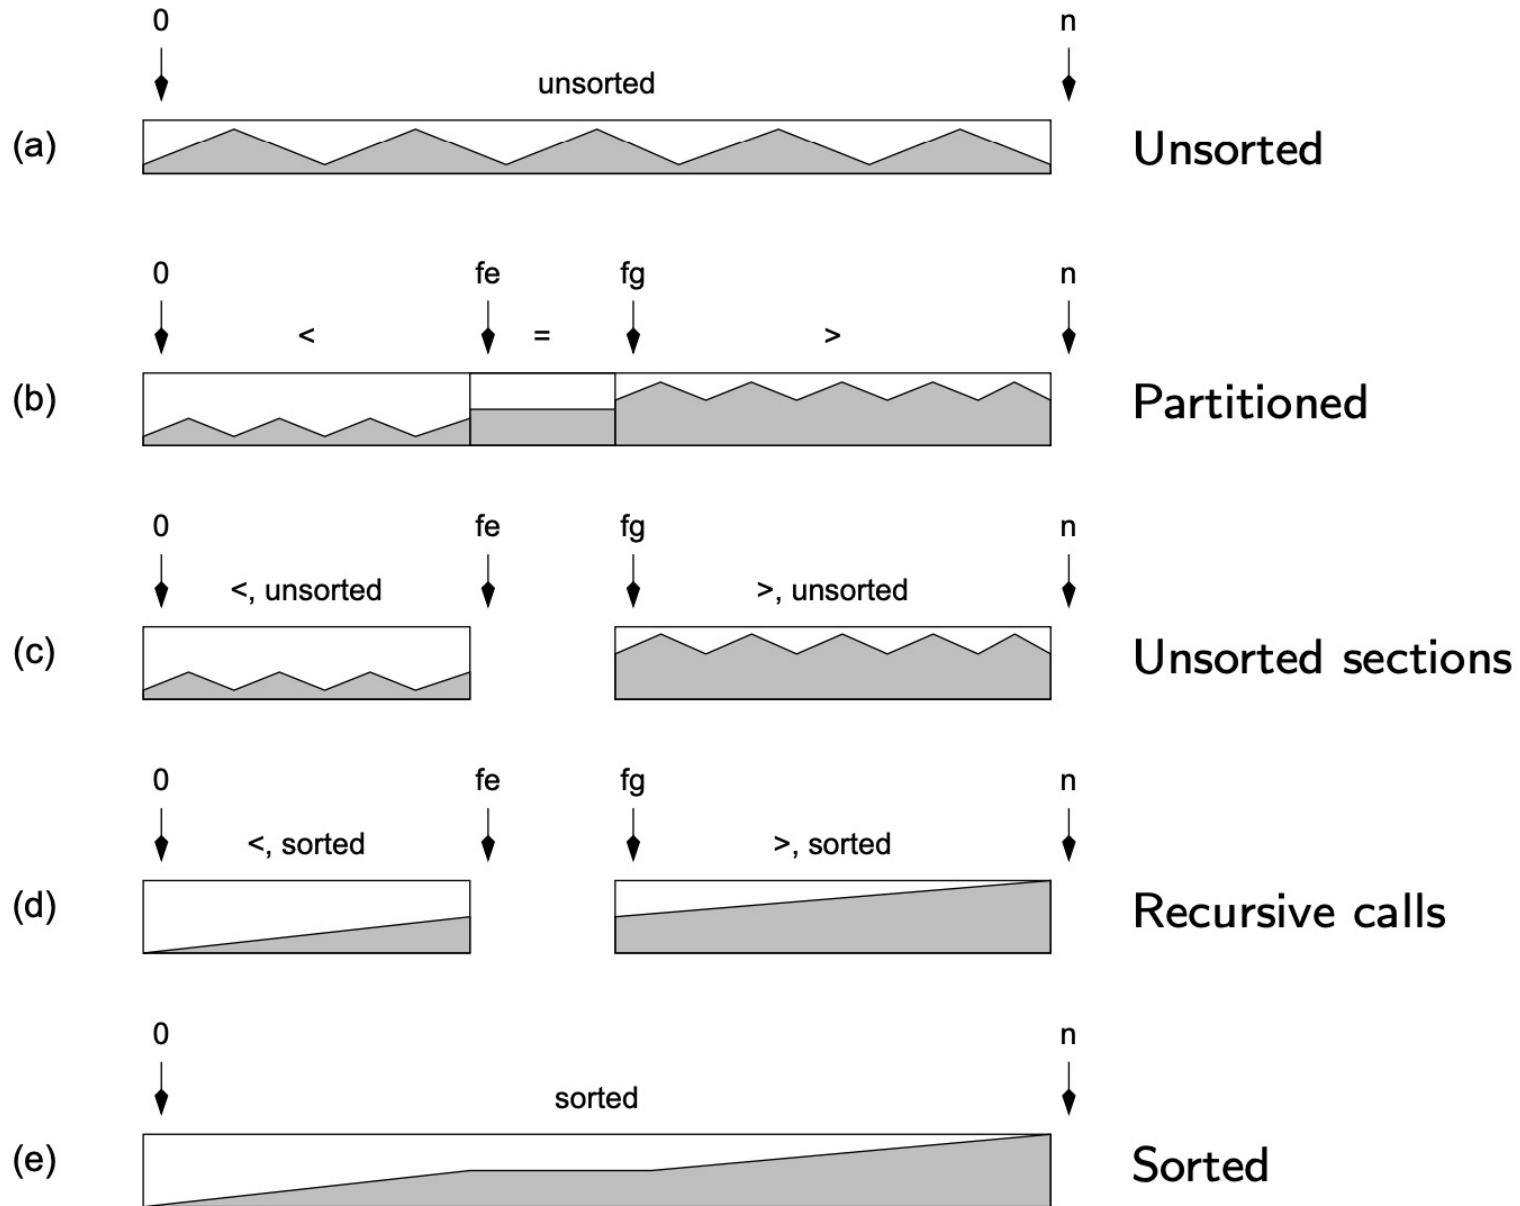 0 n
unsorted
(a) Unsorted
0 fe fg n
< = >
(b) Partitioned
0 fe fg n
<, unsorted >, unsorted
(c) Unsorted sections
0 fe fg n
<, sorted >, sorted
(d) Recursive calls
0 n
sorted
(e) Sorted